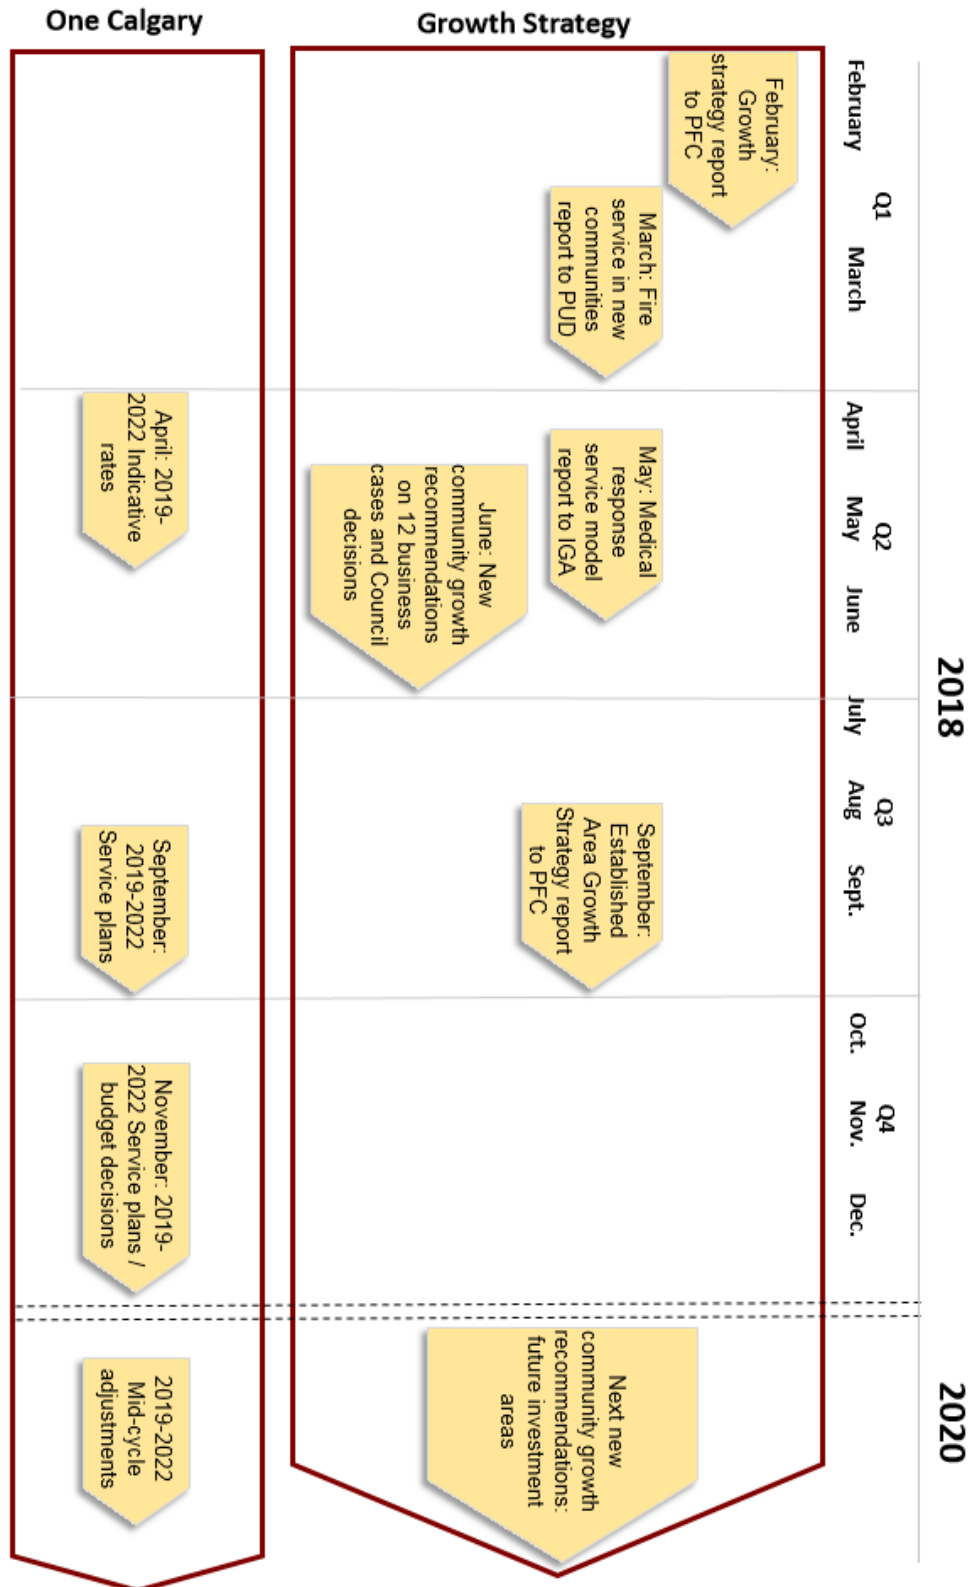 One Calgary
Growth Strategy
2018
2020
Q1
Q2
Q3
Q4
February
March
April
May
June
July
Aug
Sept.
Oct.
Nov.
Dec.
February:
Growth
strategy report
to PFC
March: Fire
service in new
communities
report to PUD
May: Medical
response
service model
report to IGA
June: New
community growth
recommendations
on 12 business
cases and Council
decisions
September:
Established
Area Growth
Strategy report
to PFC
Next new
community growth
recommendations:
future investment
areas
April: 2019-
2022 Indicative
rates
September:
2019-2022
Service plans
November: 2019-
2022 Service plans /
budget decisions
2019-2022
Mid-cycle
adjustments